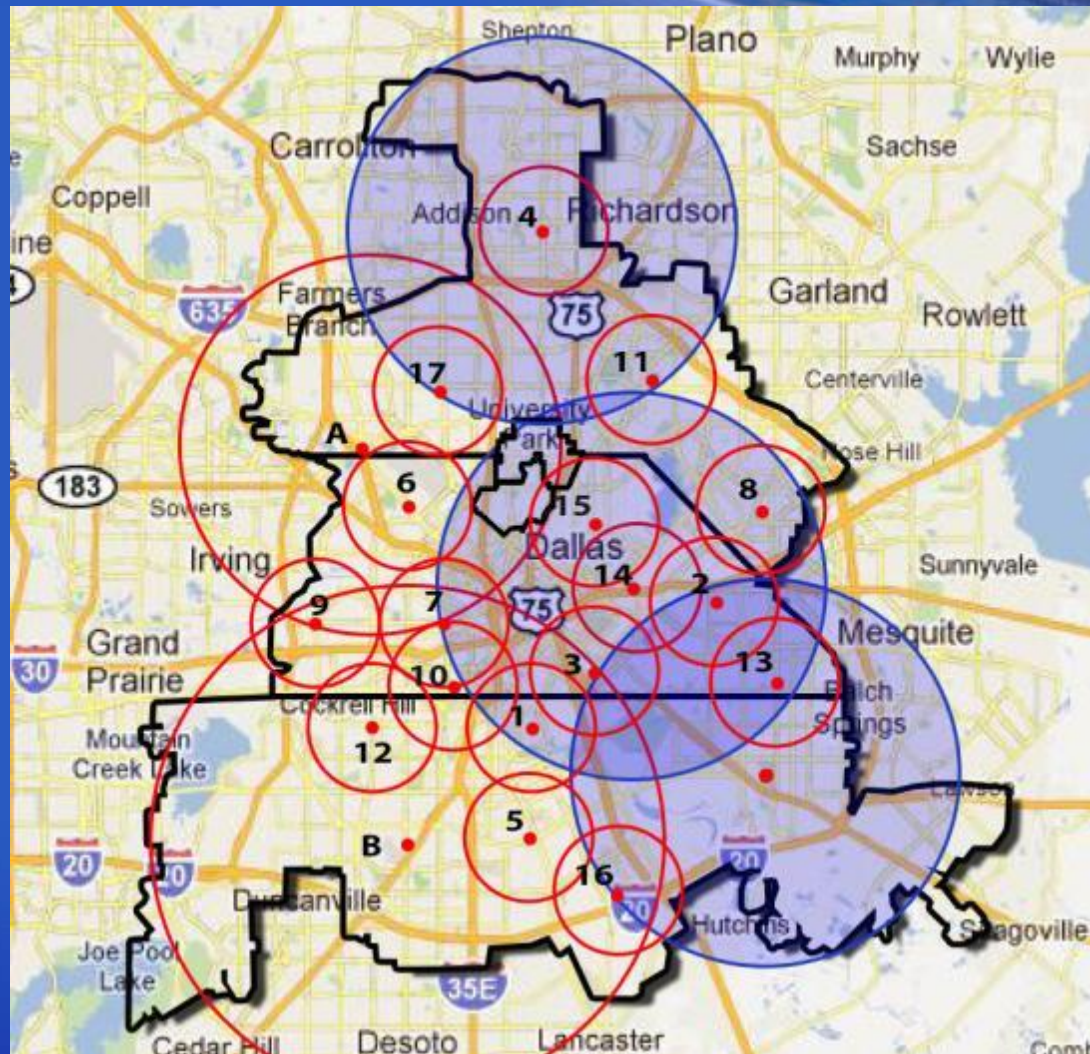 Shepton
Plano
Murphy
Wylie
Carrollton
Sachse
Coppell
Addison
4
Richardson
ine
Garland
Farmers
Branch
635
75
Rowlett
17
11
Centerville
University
Park
A
Rose Hill
183
6
8
Sowers
15
Dallas
Irving
14
2
Sunnyvale
9
7
75
Grand
Prairie
Mesquite
30
3
13
10
Balch
Springs
Cockrell Hill
1
12
Mountain
Creek Lake
Lawson
5
B
20
20
20
16
Duncanville
20
Hutchins
Seagoville
Joe Pool
Lake
35E
Cedar Hill
Desoto
Lancaster